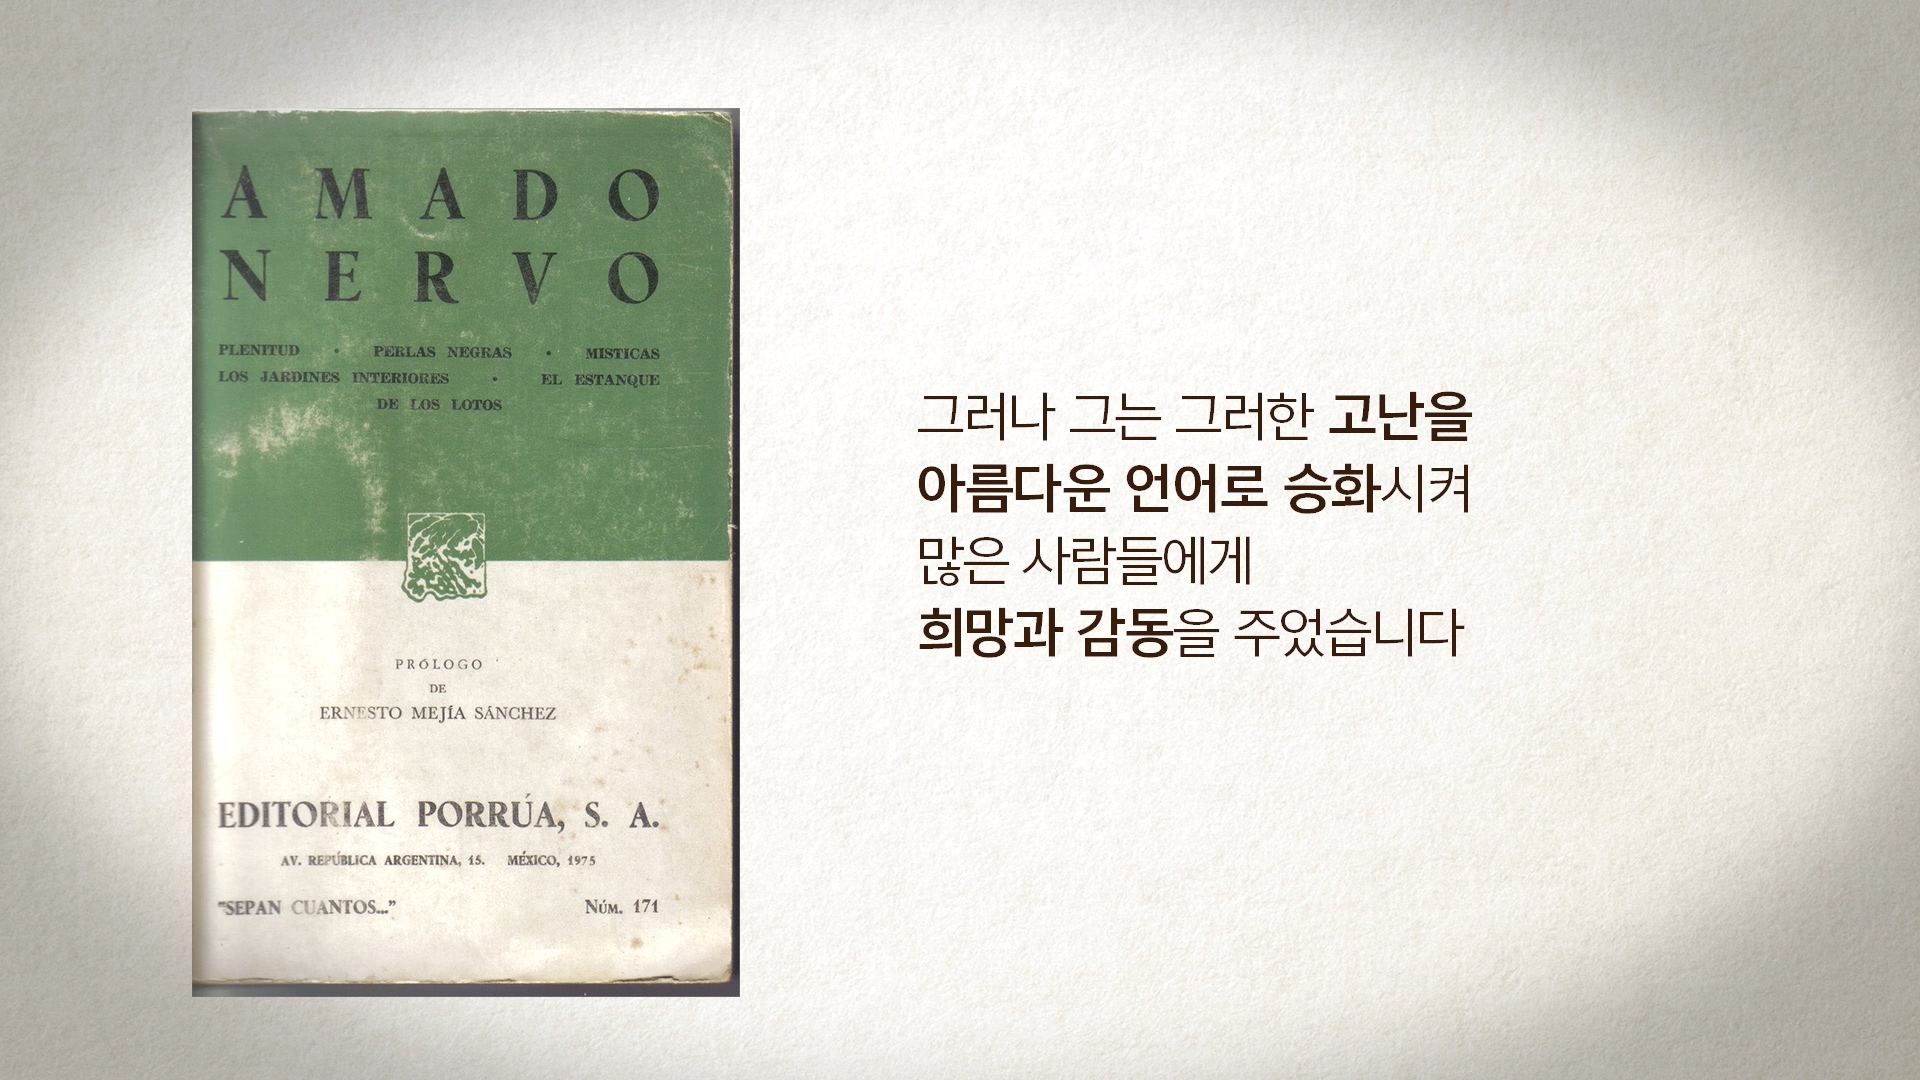 AMADO
NERVO
PLENITUD • PERLAS NEGRAS • MISTICAS
LOS JARDINES INTERIORES • EL ESTANQUE
DE LOS LOTOS
PRÓLOGO
DE
ERNESTO MEJÍA SÁNCHEZ
EDITORIAL PORRÚA, S. A.
AV. REPÚBLICA ARGENTINA, 15. MÉXICO, 1975
"SEPAN CUANTOS..." NÚM. 171
그러나 그는 그러한 고난을
아름다운 언어로 승화시켜
많은 사람들에게
희망과 감동을 주었습니다